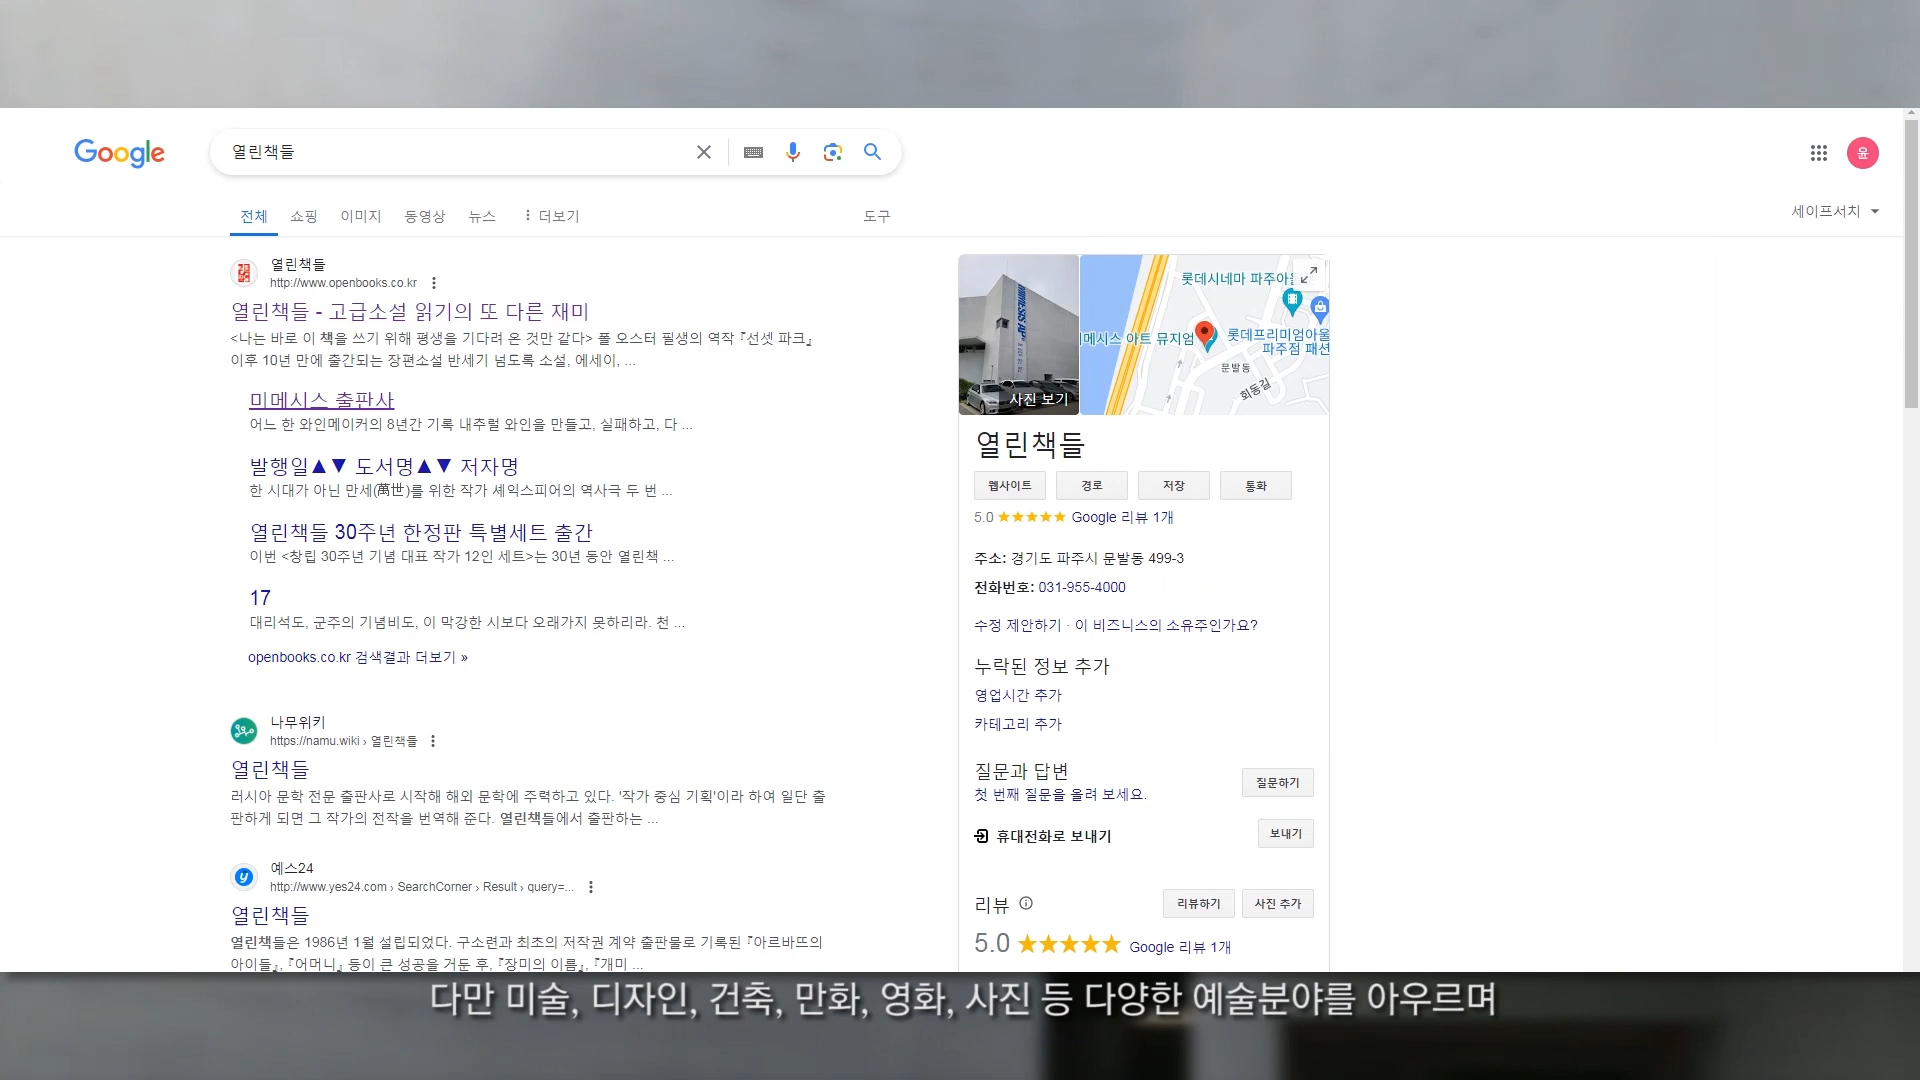 Google
열린책들
윤
전체
쇼핑
이미지
동영상
뉴스
더보기
도구
세이프서치
열린책들
http://www.openbooks.co.kr
열린책들 - 고급소설 읽기의 또 다른 재미
<나는 바로 이 책을 쓰기 위해 평생을 기다려 온 것만 같다> 폴 오스터 필생의 역작 『선셋 파크』
이후 10년 만에 출간되는 장편소설 반세기 넘도록 소설, 에세이, ...
미메시스 출판사
어느 한 와인메이커의 8년간 기록 내추럴 와인을 만들고, 실패하고, 다 ...
발행일▲▼ 도서명▲▼ 저자명
한 시대가 아닌 만세(萬世)를 위한 작가 셰익스피어의 역사극 두 번 ...
열린책들 30주년 한정판 특별세트 출간
이번 <창립 30주년 기념 대표 작가 12인 세트>는 30년 동안 열린책 ...
17
대리석도, 군주의 기념비도, 이 막강한 시보다 오래가지 못하리라. 천 ...
openbooks.co.kr 검색결과 더보기 »
나무위키
https://namu.wiki › 열린책들
열린책들
러시아 문학 전문 출판사로 시작해 해외 문학에 주력하고 있다. '작가 중심 기획'이라 하여 일단 출
판하게 되면 그 작가의 전작을 번역해 준다. 열린책들에서 출판하는 ...
예스24
http://www.yes24.com › SearchCorner › Result › query=...
열린책들
열린책들은 1986년 1월 설립되었다. 구소련과 최초의 저작권 계약 출판물로 기록된 『아르바뜨의
아이들』, 『어머니』 등이 큰 성공을 거둔 후, 『장미의 이름』, 『개미 ...
사진 보기
롯데시네마 파주아울
메시스 아트 뮤지엄
롯데프리미엄아울
파주점 패션
문발동
회동길
열린책들
웹사이트
경로
저장
통화
5.0 ★★★★★ Google 리뷰 1개
주소: 경기도 파주시 문발동 499-3
전화번호: 031-955-4000
수정 제안하기 · 이 비즈니스의 소유주인가요?
누락된 정보 추가
영업시간 추가
카테고리 추가
질문과 답변
첫 번째 질문을 올려 보세요.
질문하기
휴대전화로 보내기
보내기
리뷰
리뷰하기
사진 추가
5.0 ★★★★★ Google 리뷰 1개
다만 미술, 디자인, 건축, 만화, 영화, 사진 등 다양한 예술분야를 아우르며